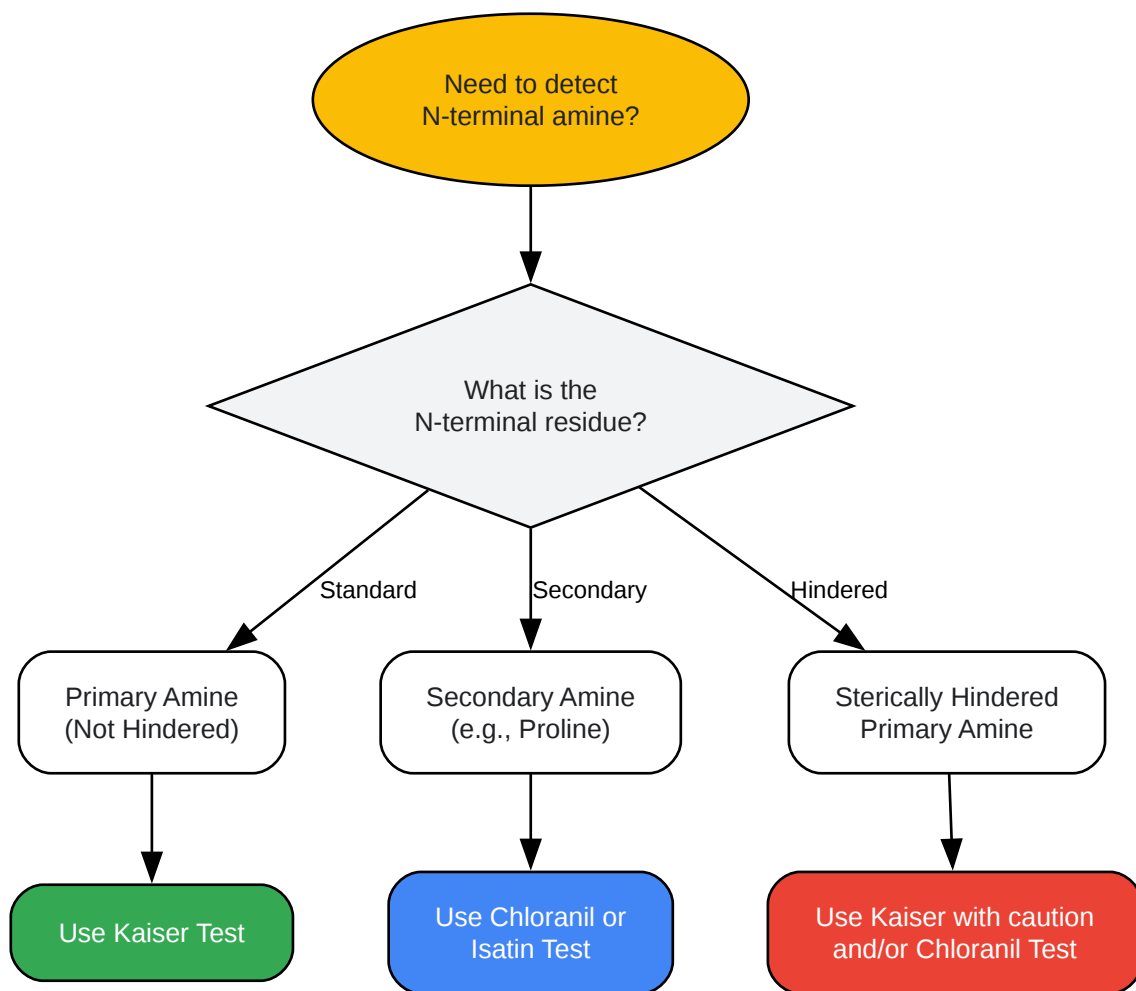 Need to detect
N-terminal amine?
What is the
N-terminal residue?
Standard
Secondary
Hindered
Primary Amine
(Not Hindered)
Secondary Amine
(e.g., Proline)
Sterically Hindered
Primary Amine
Use Kaiser Test
Use Chloranil or
Isatin Test
Use Kaiser with caution
and/or Chloranil Test